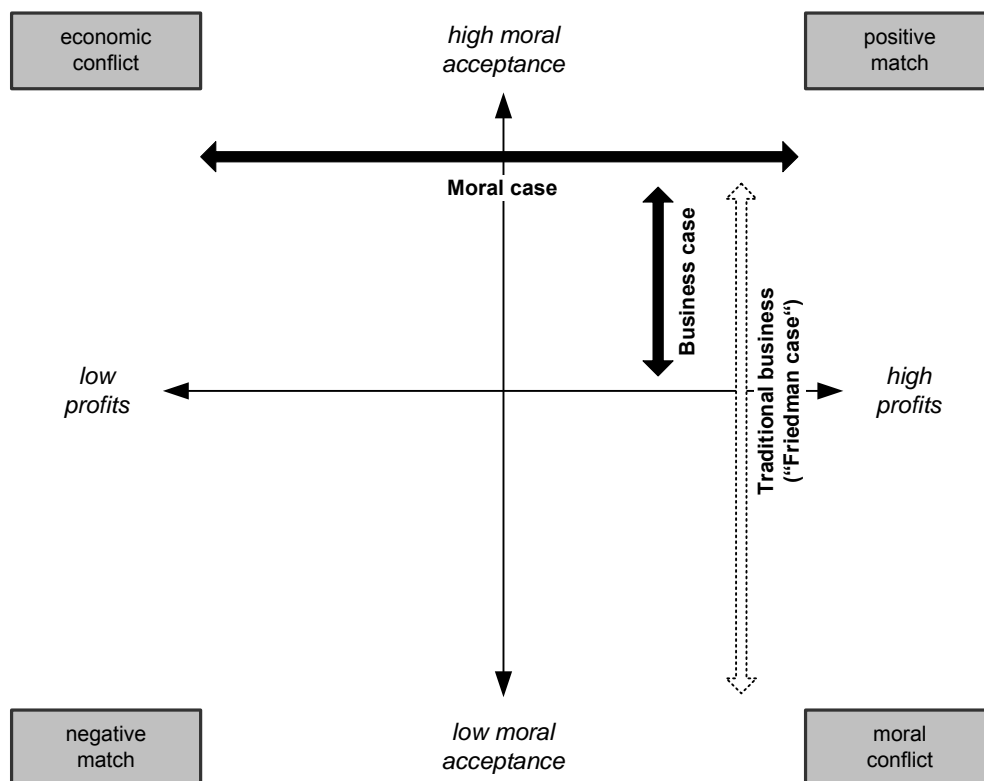 economic
conflict
high moral
acceptance
positive
match
Moral case
Business case
Traditional business
(“Friedman case“)
low
profits
high
profits
negative
match
low moral
acceptance
moral
conflict